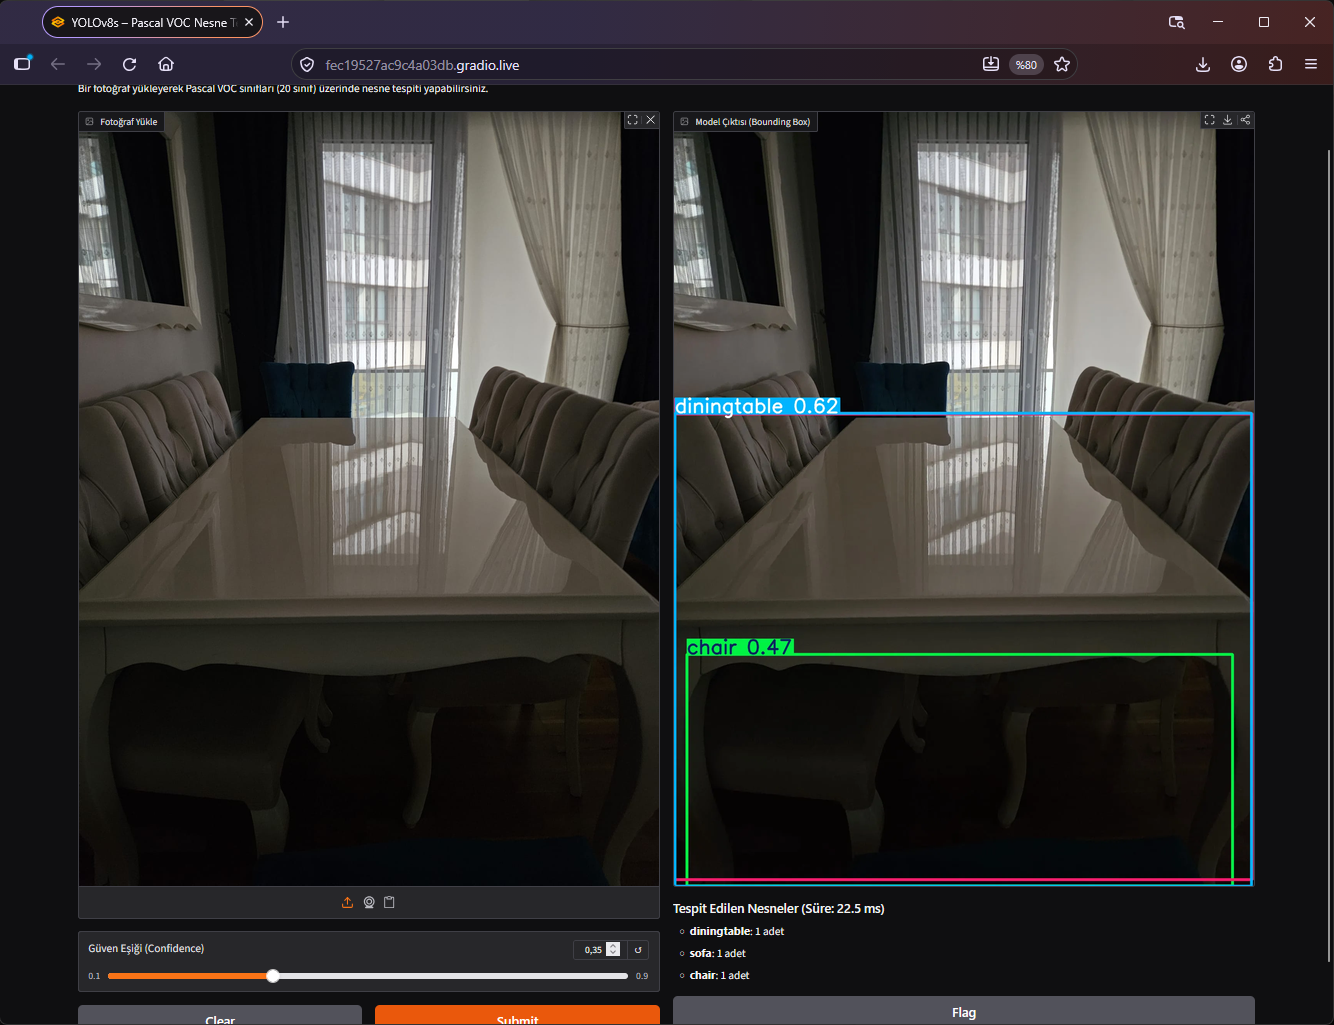 YOLOv8s – Pascal VOC Nesne T
fec19527ac9c4a03db.gradio.live
%80
Bir fotoğraf yükleyerek Pascal VOC sınıfları (20 sınıf) üzerinde nesne tespiti yapabilirsiniz.
Fotoğraf Yükle
Model Çıktısı (Bounding Box)
diningtable 0.62
chair 0.47
Tespit Edilen Nesneler (Süre: 22.5 ms)
diningtable: 1 adet
sofa: 1 adet
chair: 1 adet
Güven Eşiği (Confidence)
0,35
0.1
0.9
Clear
Submit
Flag